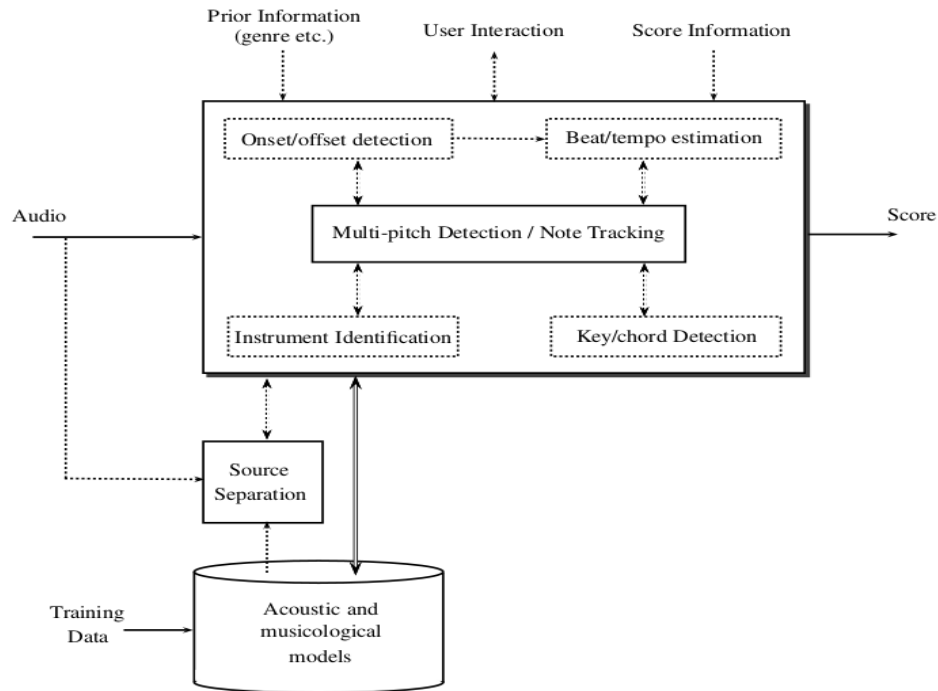 Prior Information
(genre etc.)
User Interaction
Score Information
Onset/offset detection
Beat/tempo estimation
Audio
Multi-pitch Detection / Note Tracking
Score
Instrument Identification
Key/chord Detection
Source
Separation
Training
Data
Acoustic and
musicological
models